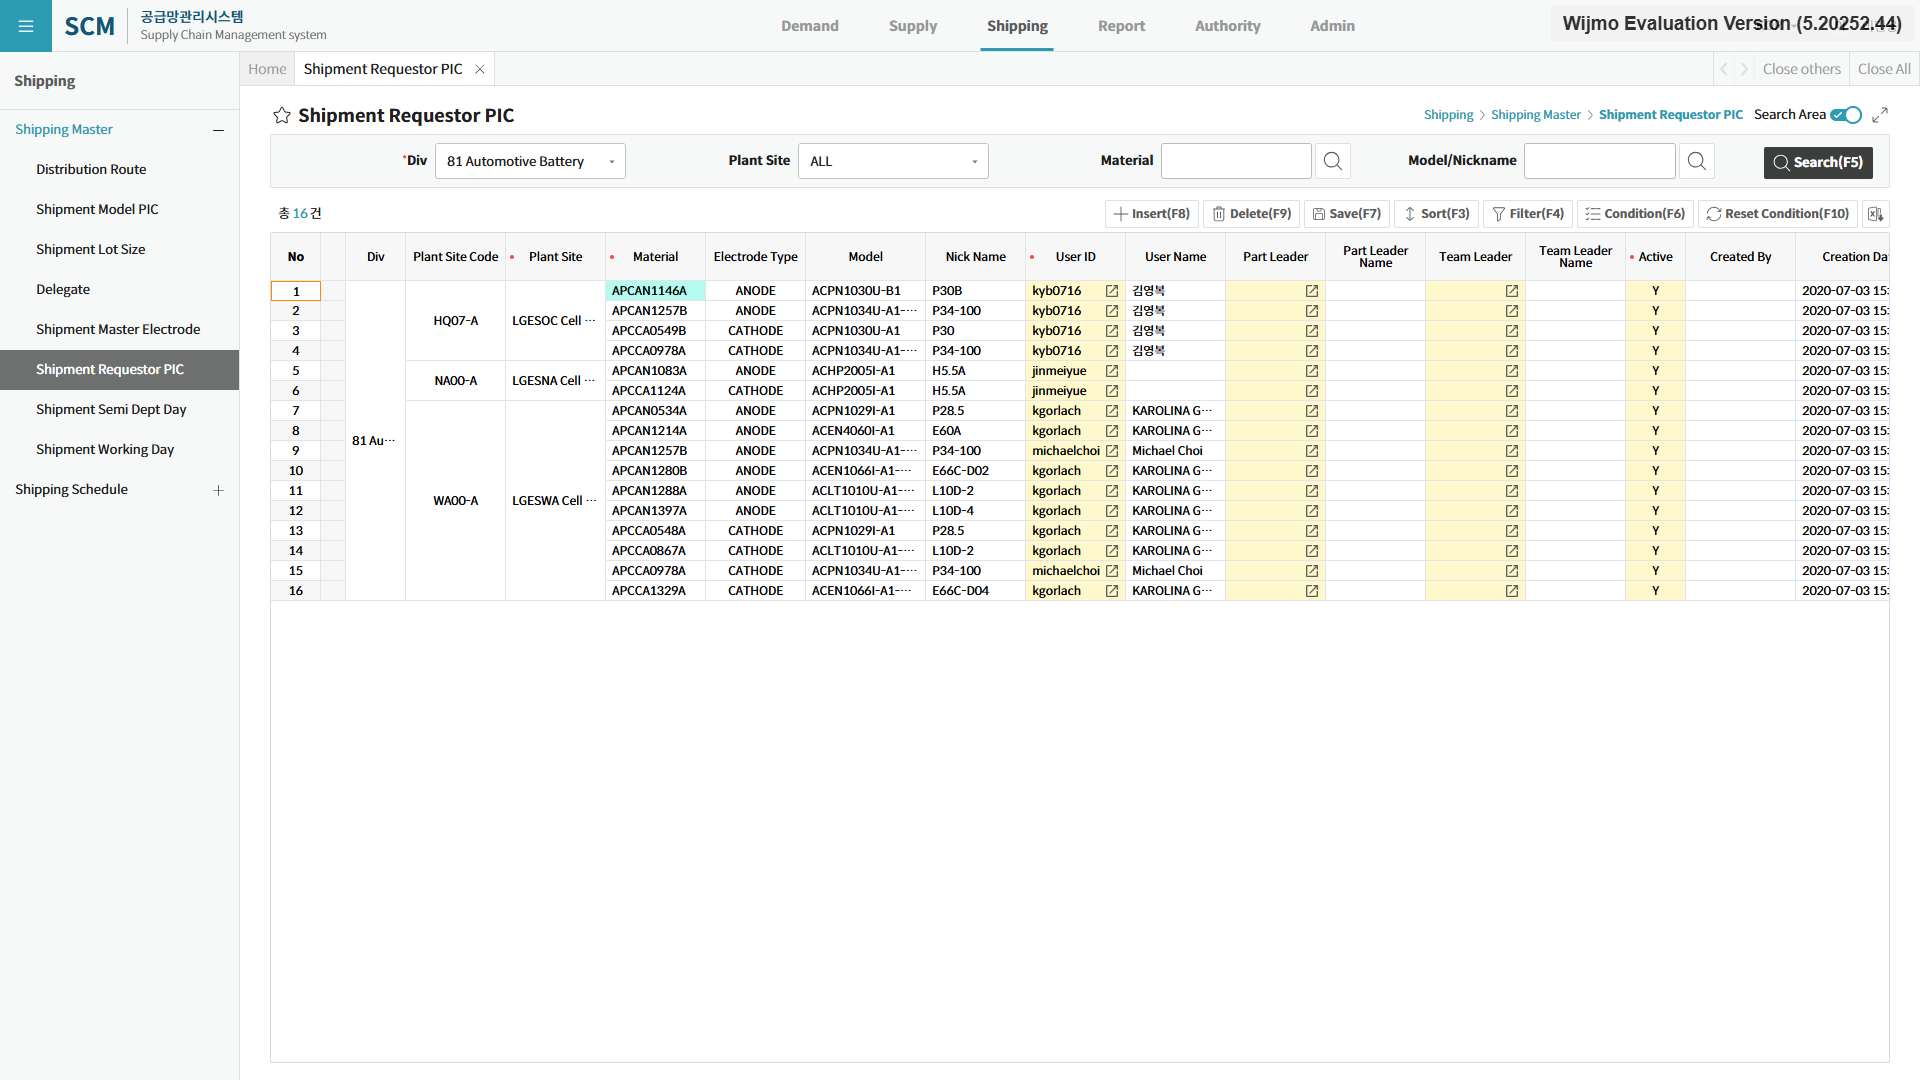 SCM 공급망관리시스템
Supply Chain Management system
Demand Supply Shipping Report Authority Admin
Wijmo Evaluation Version (5.20252.44)
Shipping
Home Shipment Requestor PIC Close others Close All
Shipping Master
Distribution Route
Shipment Model PIC
Shipment Lot Size
Delegate
Shipment Master Electrode
Shipment Requestor PIC
Shipment Semi Dept Day
Shipment Working Day
Shipping Schedule
Shipment Requestor PIC
Shipping > Shipping Master > Shipment Requestor PIC Search Area
*Div 81 Automotive Battery Plant Site ALL Material Model/Nickname Search(F5)
총 16 건 Insert(F8) Delete(F9) Save(F7) Sort(F3) Filter(F4) Condition(F6) Reset Condition(F10)
No Div Plant Site Code Plant Site Material Electrode Type Model Nick Name User ID User Name Part Leader Part Leader Name Team Leader Team Leader Name Active Created By Creation Da
81 Au···
HQ07-A LGESOC Cell ···
NA00-A LGESNA Cell ···
WA00-A LGESWA Cell ···
1 APCAN1146A ANODE ACPN1030U-B1 P30B kyb0716 김영복 Y 2020-07-03 15:
2 APCAN1257B ANODE ACPN1034U-A1-··· P34-100 kyb0716 김영복 Y 2020-07-03 15:
3 APCCA0549B CATHODE ACPN1030U-A1 P30 kyb0716 김영복 Y 2020-07-03 15:
4 APCCA0978A CATHODE ACPN1034U-A1-··· P34-100 kyb0716 김영복 Y 2020-07-03 15:
5 APCAN1083A ANODE ACHP2005I-A1 H5.5A jinmeiyue Y 2020-07-03 15:
6 APCCA1124A CATHODE ACHP2005I-A1 H5.5A jinmeiyue Y 2020-07-03 15:
7 APCAN0534A ANODE ACPN1029I-A1 P28.5 kgorlach KAROLINA G··· Y 2020-07-03 15:
8 APCAN1214A ANODE ACEN4060I-A1 E60A kgorlach KAROLINA G··· Y 2020-07-03 15:
9 APCAN1257B ANODE ACPN1034U-A1-··· P34-100 michaelchoi Michael Choi Y 2020-07-03 15:
10 APCAN1280B ANODE ACEN1066I-A1-··· E66C-D02 kgorlach KAROLINA G··· Y 2020-07-03 15:
11 APCAN1288A ANODE ACLT1010U-A1-··· L10D-2 kgorlach KAROLINA G··· Y 2020-07-03 15:
12 APCAN1397A ANODE ACLT1010U-A1-··· L10D-4 kgorlach KAROLINA G··· Y 2020-07-03 15:
13 APCCA0548A CATHODE ACPN1029I-A1 P28.5 kgorlach KAROLINA G··· Y 2020-07-03 15:
14 APCCA0867A CATHODE ACLT1010U-A1-··· L10D-2 kgorlach KAROLINA G··· Y 2020-07-03 15:
15 APCCA0978A CATHODE ACPN1034U-A1-··· P34-100 michaelchoi Michael Choi Y 2020-07-03 15:
16 APCCA1329A CATHODE ACEN1066I-A1-··· E66C-D04 kgorlach KAROLINA G··· Y 2020-07-03 15: